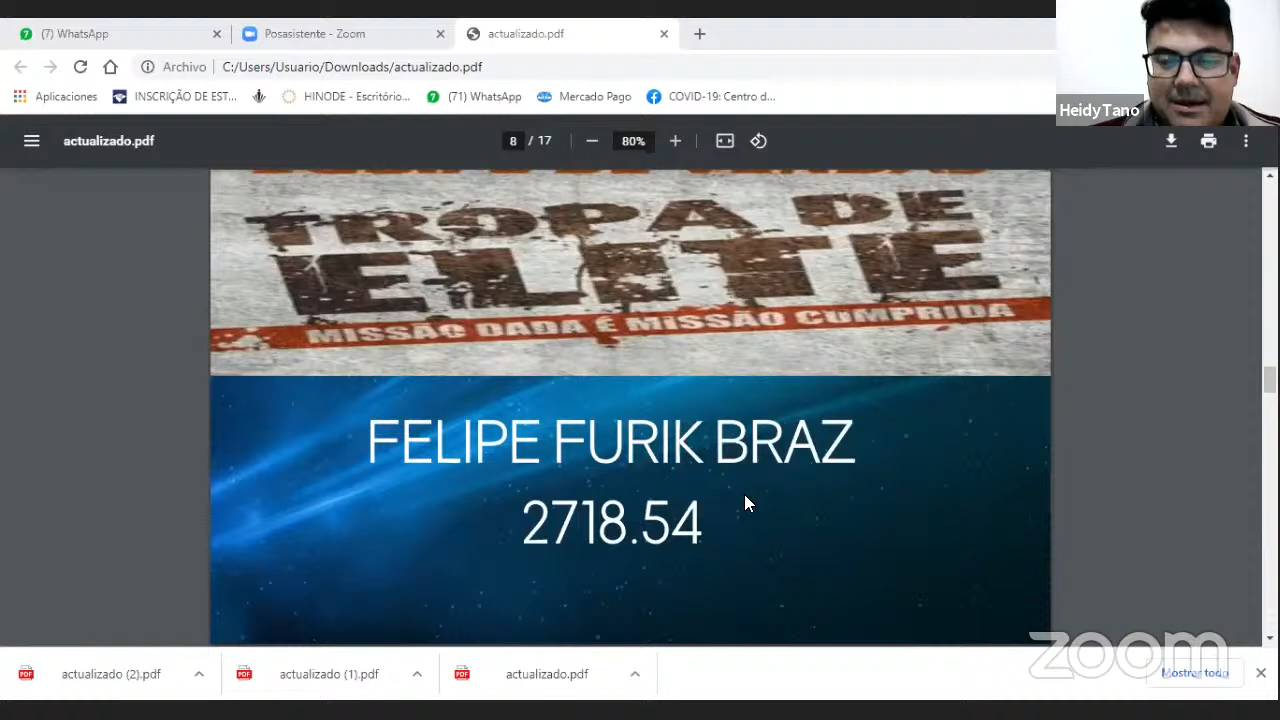 (7) WhatsApp
Posasistente - Zoom
actualizado.pdf
Archivo
C:/Users/Usuario/Downloads/actualizado.pdf
Aplicaciones
INSCRIÇÃO DE EST...
HINODE - Escritório...
(71) WhatsApp
Mercado Pago
COVID-19: Centro d...
HeidyTano
actualizado.pdf
8 / 17
80%
TROPA DE
ELITE
MISSÃO DADA É MISSÃO CUMPRIDA
FELIPE FURIK BRAZ
2718.54
zoom
actualizado (2).pdf
actualizado (1).pdf
actualizado.pdf
Mostrar todo